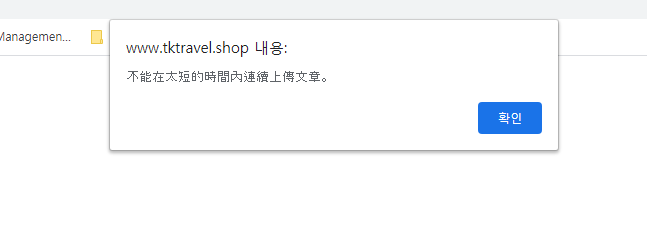 Managemen...
www.tktravel.shop 내용:
不能在太短的時間內連續上傳文章。
확인